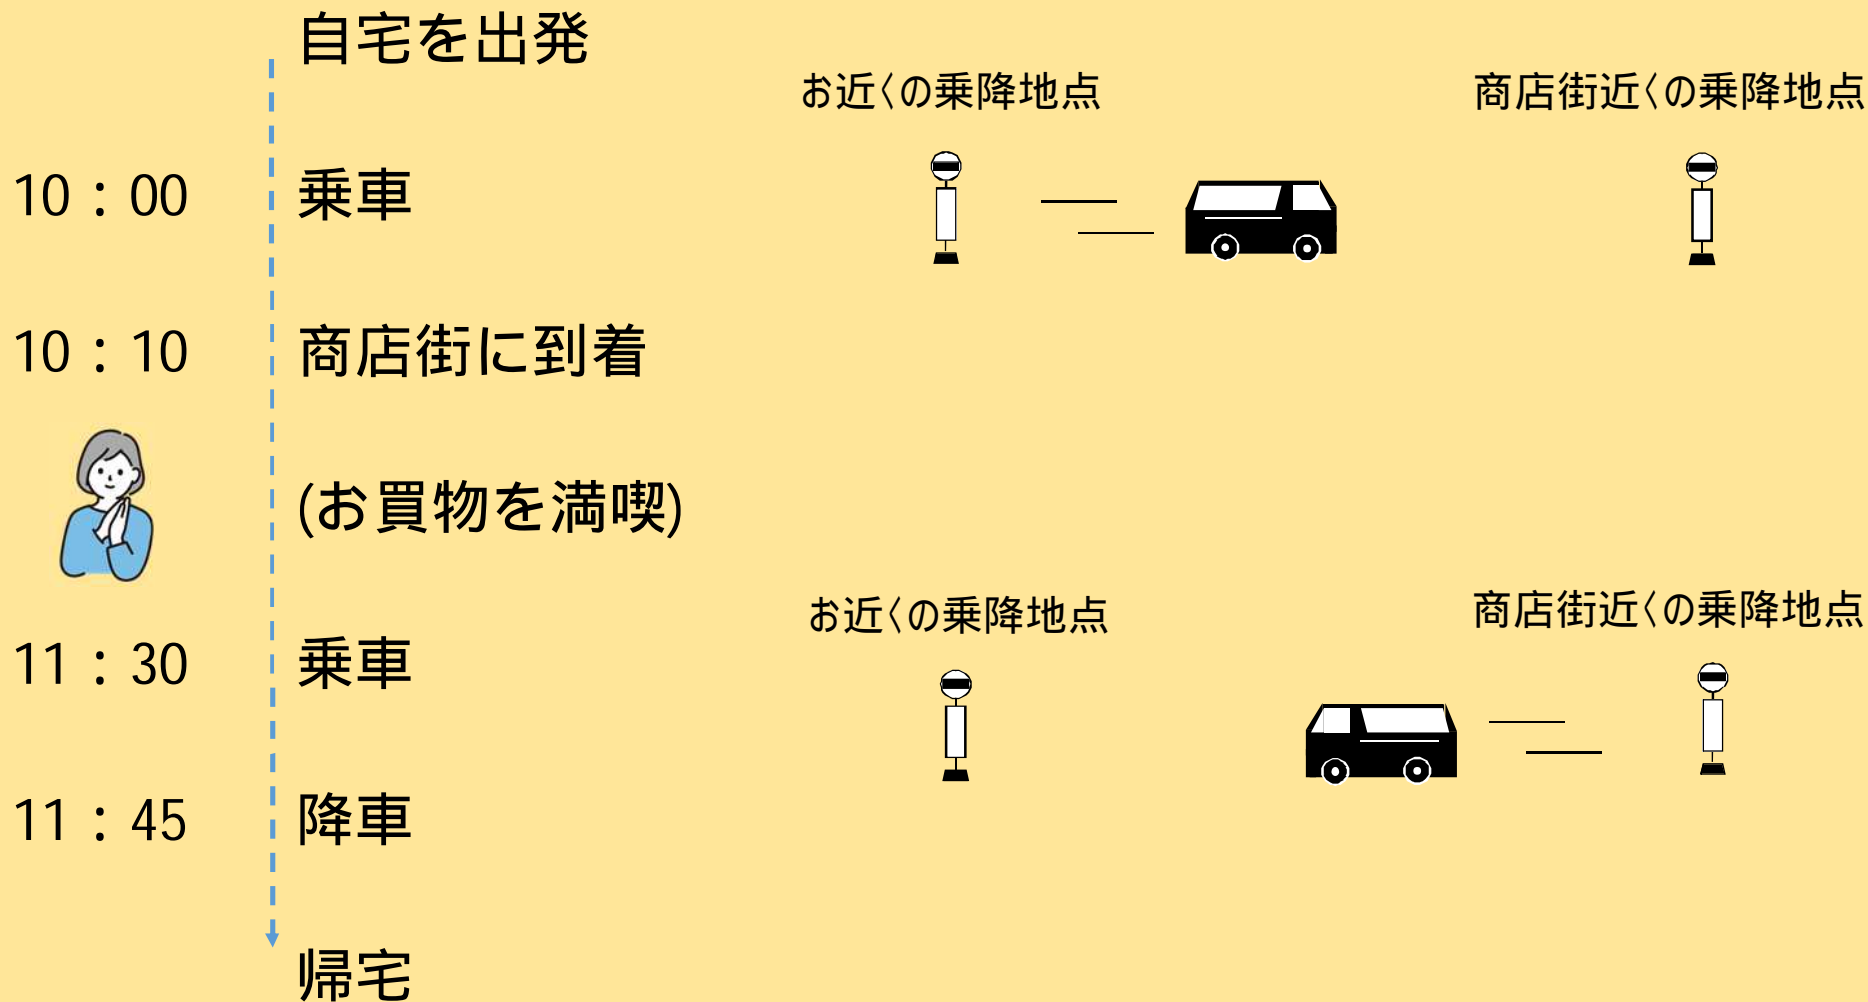 自宅を出発
お近くの乗降地点
商店街近くの乗降地点
10：00 乗車
10：10 商店街に到着
(お買物を満喫)
お近くの乗降地点
商店街近くの乗降地点
11：30 乗車
11：45 降車
帰宅